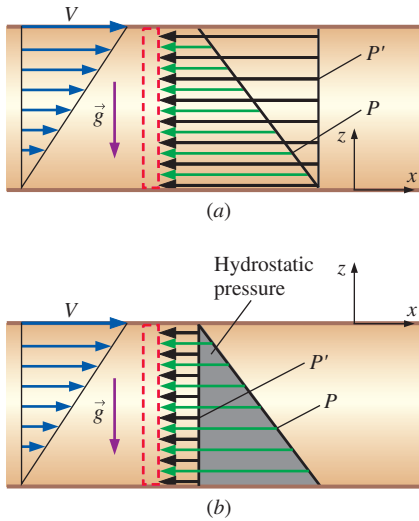 V
P′
P
z
g⃗
x
(a)
Hydrostatic
pressure
z
V
x
P′
g⃗
P
(b)